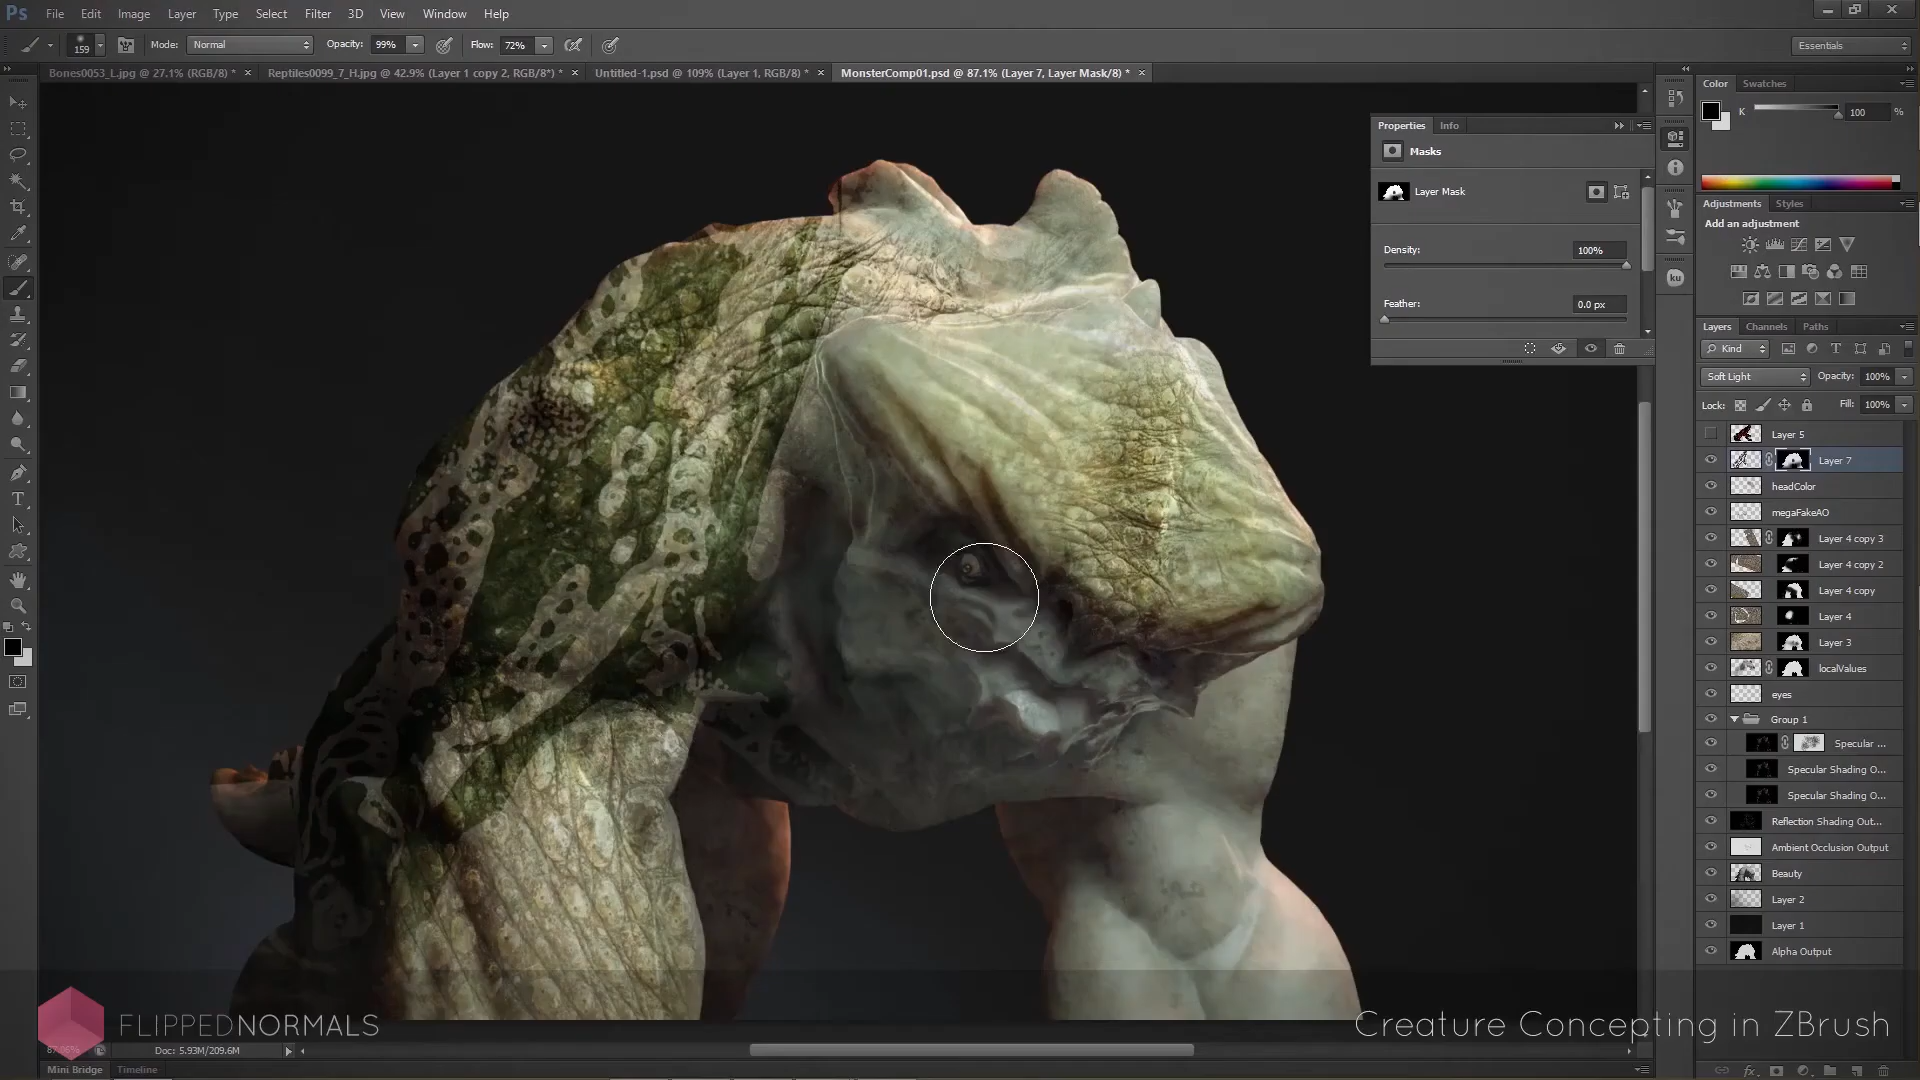 Ps File Edit Image Layer Type Select Filter 3D View Window Help
159 Mode: Normal Opacity: 99% Flow: 72% Essentials
Bones0053_L.jpg @ 27.1% (RGB/8) * × Reptiles0099_7_H.jpg @ 42.9% (Layer 1 copy 2, RGB/8*) * × Untitled-1.psd @ 109% (Layer 1, RGB/8) * × MonsterComp01.psd @ 87.1% (Layer 7, Layer Mask/8) * ×
Properties Info
Masks
Layer Mask
Density: 100%
Feather: 0.0 px
Color Swatches
K 100 %
Adjustments Styles
Add an adjustment
ku
Layers Channels Paths
Kind
Soft Light Opacity: 100%
Lock: Fill: 100%
Layer 5
Layer 7
headColor
megaFakeAO
Layer 4 copy 3
Layer 4 copy 2
Layer 4 copy
Layer 4
Layer 3
localValues
eyes
Group 1
Specular ...
Specular Shading O...
Specular Shading O...
Reflection Shading Out...
Ambient Occlusion Output
Beauty
Layer 2
Layer 1
Alpha Output
FLIPPEDNORMALS
Creature Concepting in ZBrush
Doc: 5.93M/209.6M
Mini Bridge Timeline